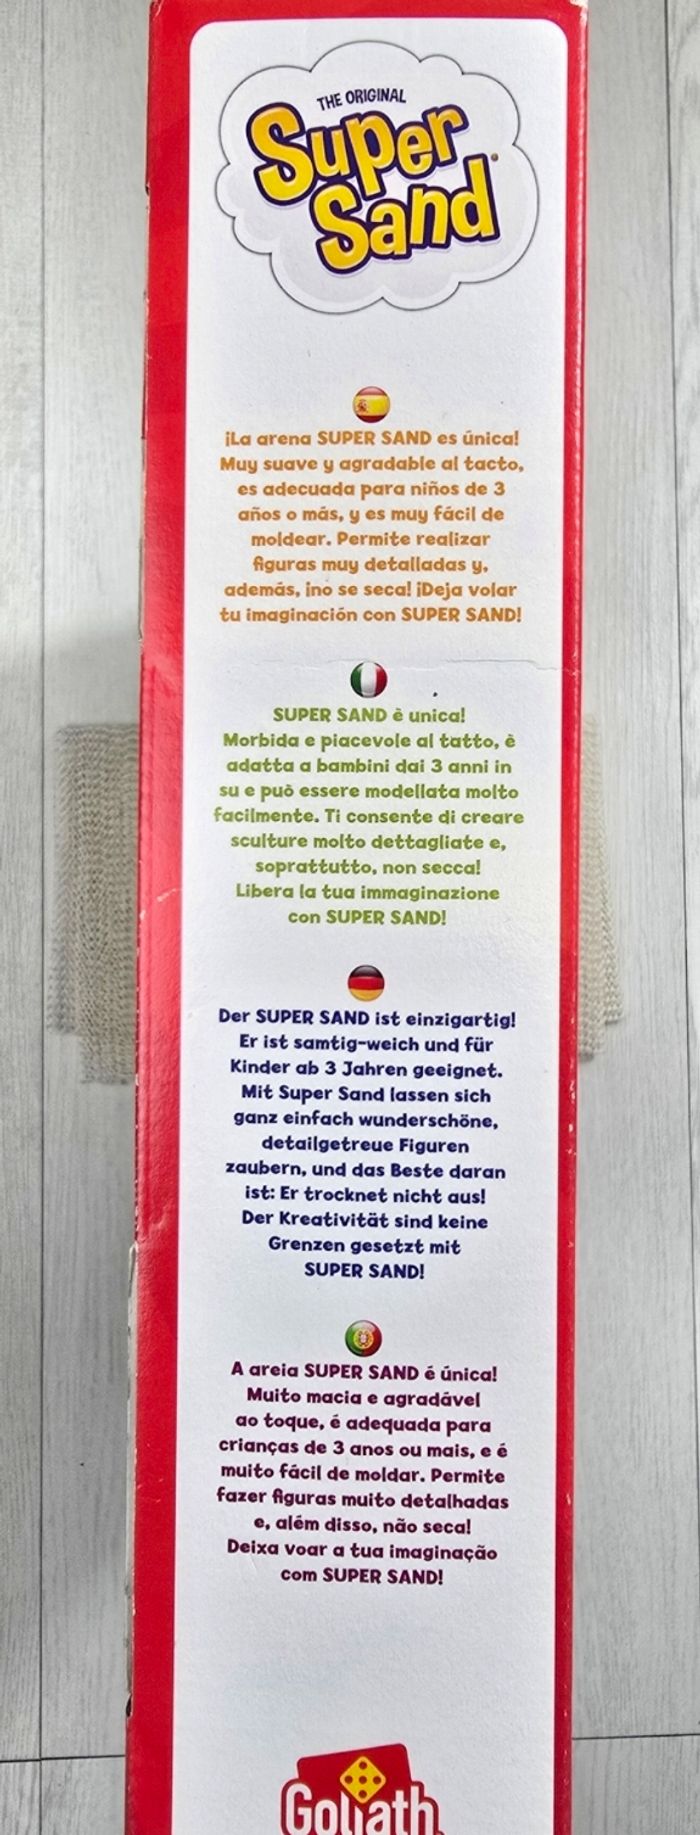 THE ORIGINAL
Super
Sand
¡La arena SUPER SAND es única!
Muy suave y agradable al tacto,
es adecuada para niños de 3
años o más, y es muy fácil de
moldear. Permite realizar
figuras muy detalladas y,
además, ¡no se seca! ¡Deja volar
tu imaginación con SUPER SAND!
SUPER SAND è unica!
Morbida e piacevole al tatto, è
adatta a bambini dai 3 anni in
su e può essere modellata molto
facilmente. Ti consente di creare
sculture molto dettagliate e,
soprattutto, non secca!
Libera la tua immaginazione
con SUPER SAND!
Der SUPER SAND ist einzigartig!
Er ist samtig-weich und für
Kinder ab 3 Jahren geeignet.
Mit Super Sand lassen sich
ganz einfach wunderschöne,
detailgetreue Figuren
zaubern, und das Beste daran
ist: Er trocknet nicht aus!
Der Kreativität sind keine
Grenzen gesetzt mit
SUPER SAND!
A areia SUPER SAND é única!
Muito macia e agradável
ao toque, é adequada para
crianças de 3 anos ou mais, e é
muito fácil de moldar. Permite
fazer figuras muito detalhadas
e, além disso, não seca!
Deixa voar a tua imaginação
com SUPER SAND!
Goliath